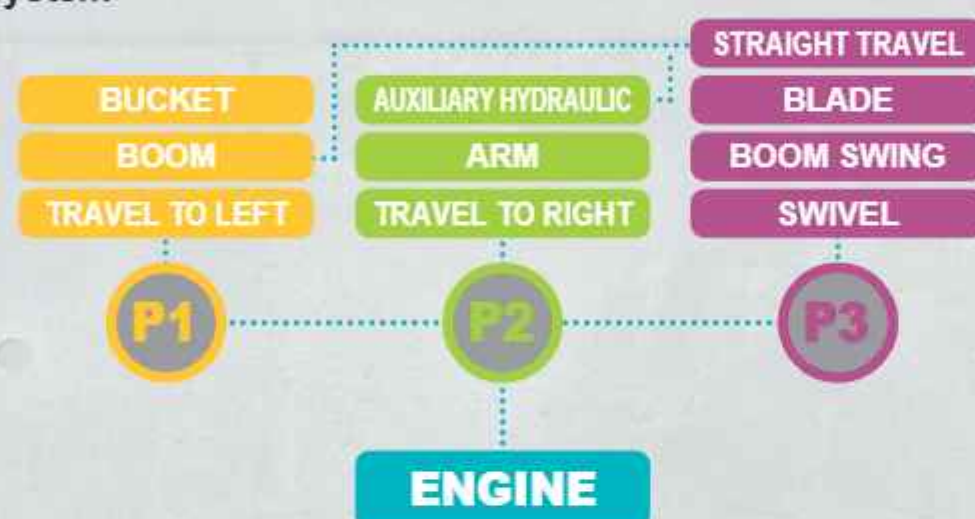 STRAIGHT TRAVEL
BUCKET
AUXILIARY HYDRAULIC
BLADE
BOOM
ARM
BOOM SWING
TRAVEL TO LEFT
TRAVEL TO RIGHT
SWIVEL
P1
P2
P3
ENGINE